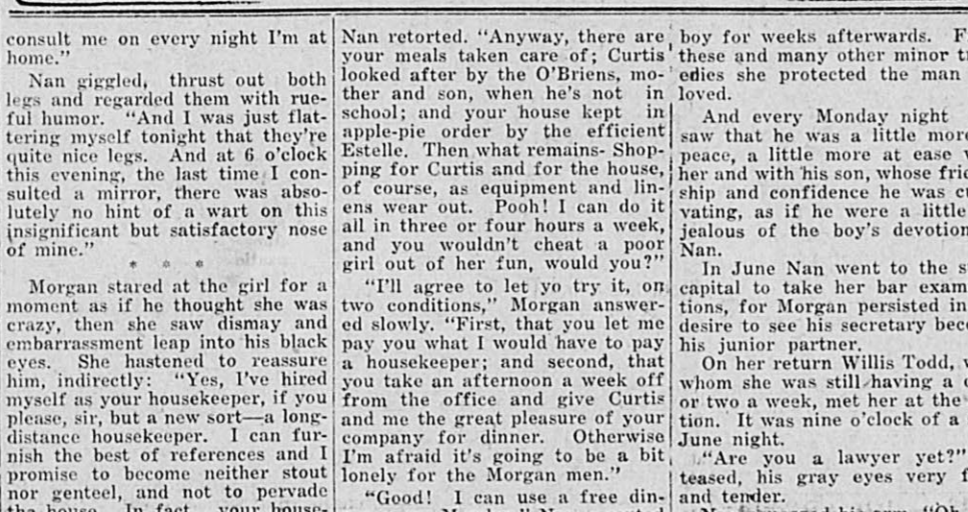 consult me on every night I'm at
home."
Nan giggled, thrust out both
legs and regarded them with rue-
ful humor. "And I was just flat-
tering myself tonight that they're
quite nice legs. And at 6 o'clock
this evening, the last time I con-
sulted a mirror, there was abso-
lutely no hint of a wart on this
insignificant but satisfactory nose
of mine."
* * *
Morgan stared at the girl for a
moment as if he thought she was
crazy, then she saw dismay and
embarrassment leap into his black
eyes. She hastened to reassure
him, indirectly: "Yes, I've hired
myself as your housekeeper, if you
please, sir, but a new sort—a long-
distance housekeeper. I can fur-
nish the best of references and I
promise to become neither stout
nor genteel, and not to pervade
the house. In fact, your house-
Nan retorted. "Anyway, there are
your meals taken care of; Curtis
looked after by the O'Briens, mo-
ther and son, when he's not in
school; and your house kept in
apple-pie order by the efficient
Estelle. Then what remains- Shop-
ping for Curtis and for the house,
of course, as equipment and lin-
ens wear out. Pooh! I can do it
all in three or four hours a week,
and you wouldn't cheat a poor
girl out of her fun, would you?"
"I'll agree to let yo try it, on
two conditions," Morgan answer-
ed slowly. "First, that you let me
pay you what I would have to pay
a housekeeper; and second, that
you take an afternoon a week off
from the office and give Curtis
and me the great pleasure of your
company for dinner. Otherwise
I'm afraid it's going to be a bit
lonely for the Morgan men."
"Good! I can use a free din-
boy for weeks afterwards. F
these and many other minor
edies she protected the man
loved.
And every Monday night
saw that he was a little more
peace, a little more at ease
her and with his son, whose frie
ship and confidence he was cu
vating, as if he were a little
jealous of the boy's devotion
Nan.
In June Nan went to the s
capital to take her bar exam
tions, for Morgan persisted in
desire to see his secretary beco
his junior partner.
On her return Willis Todd,
whom she was still having a
or two a week, met her at the
tion. It was nine o'clock of a
June night.
"Are you a lawyer yet?"
teased, his gray eyes very f
and tender.